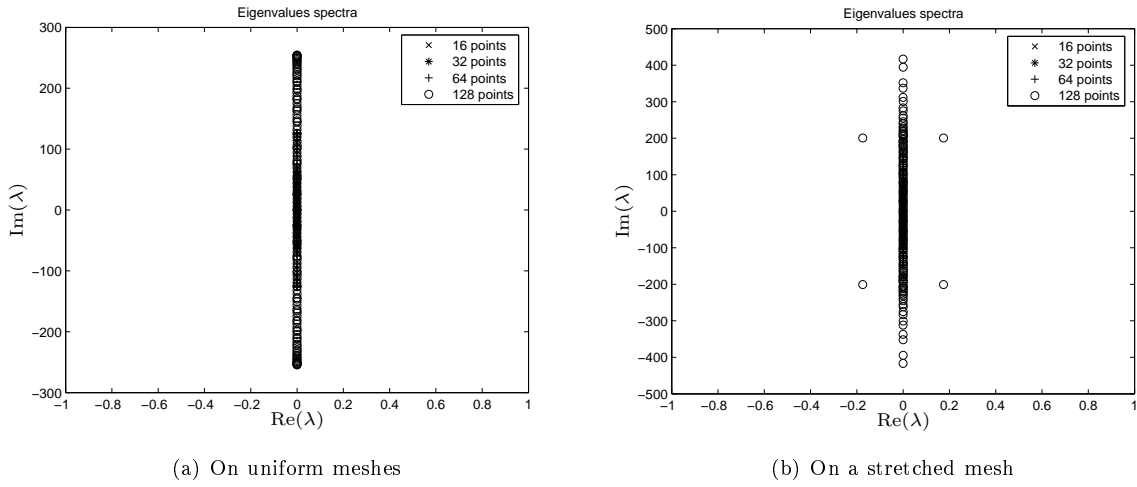 Eigenvalues spectra
300
200
100
0
−100
−200
−300
Im(λ)
16 points
32 points
64 points
128 points
−1 −0.8 −0.6 −0.4 −0.2 0 0.2 0.4 0.6 0.8 1
Re(λ)
(a) On uniform meshes
Eigenvalues spectra
500
400
300
200
100
0
−100
−200
−300
−400
−500
Im(λ)
16 points
32 points
64 points
128 points
−1 −0.8 −0.6 −0.4 −0.2 0 0.2 0.4 0.6 0.8 1
Re(λ)
(b) On a stretched mesh